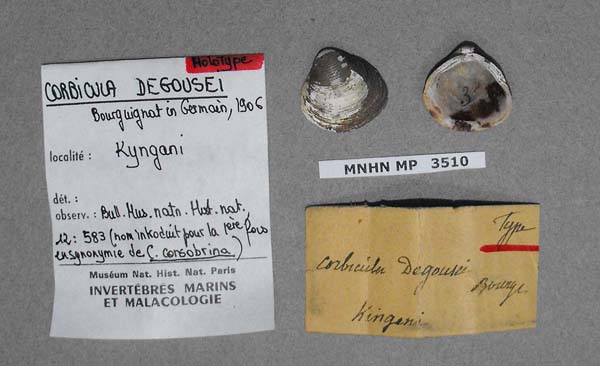 Holotype
CORBICULA DEGOUSEI
Bourguignat in Germain, 1906
localité : Kyngani
dét. :
observ. : Bull. Mus. natn. Hist. nat.,
12 : 583 (nom introduit pour la 1ère fois
en synonymie de C. consobrina)
Muséum Nat. Hist. Nat. Paris
INVERTÉBRÉS MARINS
ET MALACOLOGIE
3
MNHN MP 3510
Type
Corbicula Degousei
Bourgt
Kingani